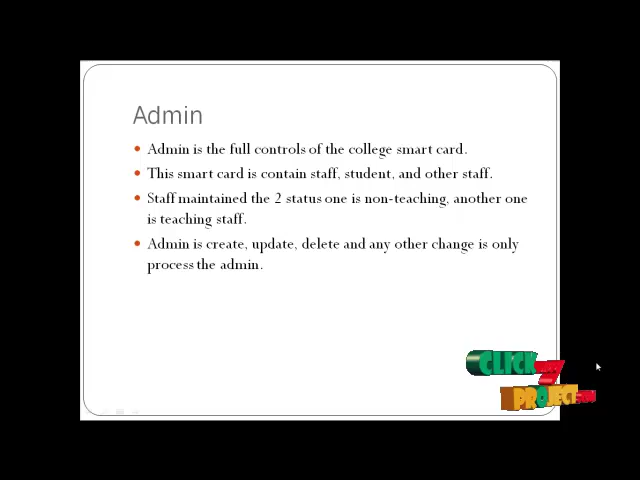 Admin
Admin is the full controls of the college smart card.
This smart card is contain staff, student, and other staff.
Staff maintained the 2 status one is non-teaching, another one
is teaching staff.
Admin is create, update, delete and any other change is only
process the admin.
CLICK
PROJECT